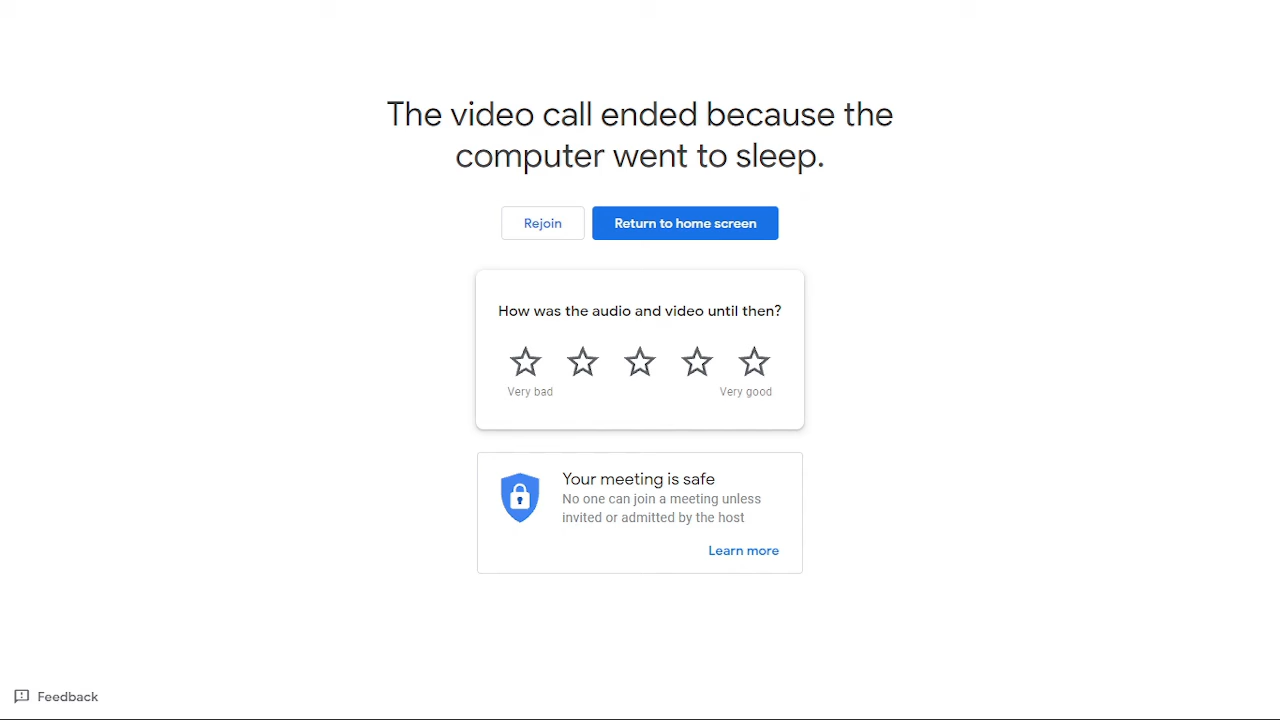 The video call ended because the
computer went to sleep.
Rejoin
Return to home screen
How was the audio and video until then?
Very bad
Very good
Your meeting is safe
No one can join a meeting unless
invited or admitted by the host
Learn more
Feedback